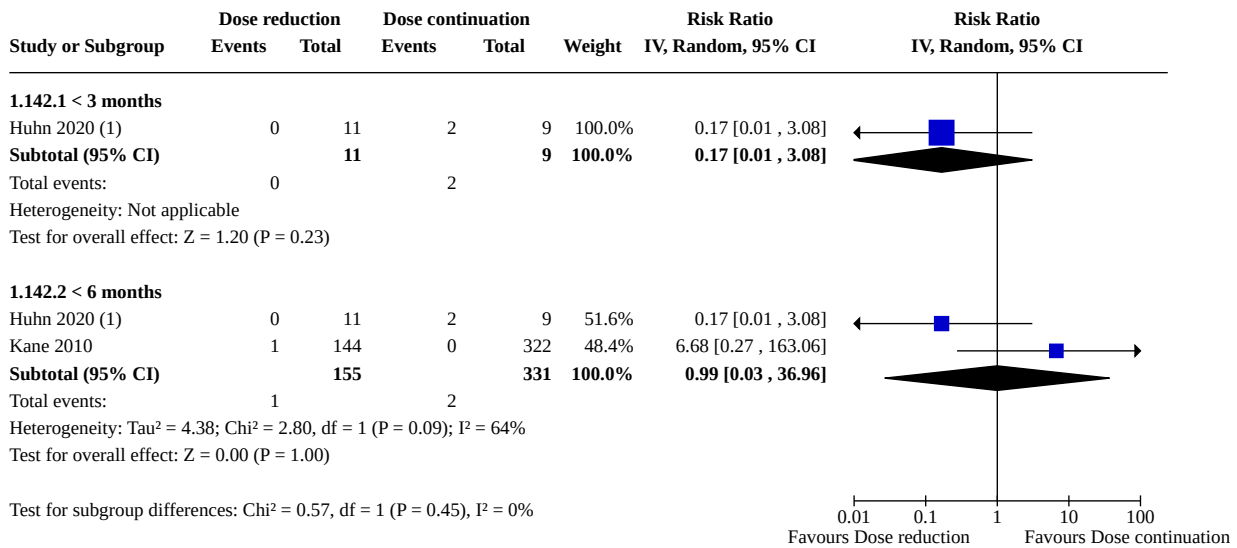 Dose reduction Dose continuation Risk Ratio Risk Ratio
Study or Subgroup Events Total Events Total Weight IV, Random, 95% CI IV, Random, 95% CI
1.142.1 < 3 months
Huhn 2020 (1) 0 11 2 9 100.0% 0.17 [0.01 , 3.08]
Subtotal (95% CI) 11 9 100.0% 0.17 [0.01 , 3.08]
Total events: 0 2
Heterogeneity: Not applicable
Test for overall effect: Z = 1.20 (P = 0.23)
1.142.2 < 6 months
Huhn 2020 (1) 0 11 2 9 51.6% 0.17 [0.01 , 3.08]
Kane 2010 1 144 0 322 48.4% 6.68 [0.27 , 163.06]
Subtotal (95% CI) 155 331 100.0% 0.99 [0.03 , 36.96]
Total events: 1 2
Heterogeneity: Tau² = 4.38; Chi² = 2.80, df = 1 (P = 0.09); I² = 64%
Test for overall effect: Z = 0.00 (P = 1.00)
Test for subgroup differences: Chi² = 0.57, df = 1 (P = 0.45), I² = 0%
0.01 0.1 1 10 100
Favours Dose reduction Favours Dose continuation